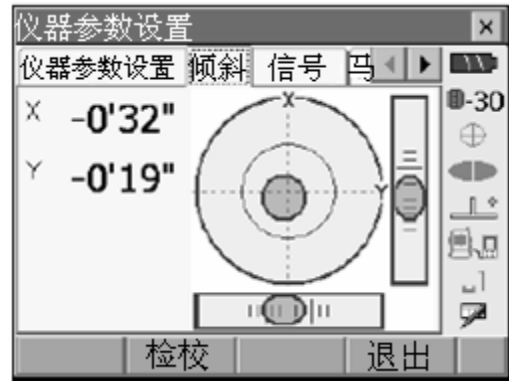 仪器参数设置 ×
仪器参数设置 倾斜 信号 马
-30
X -0'32"
Y -0'19"
X
Y
检校 退出